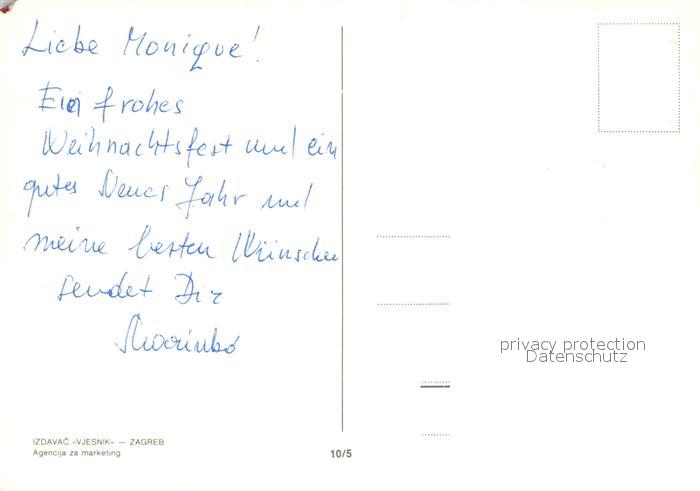 Liebe Monique!
Ein frohes
Weihnachtsfest und ein
gutes Neues Jahr und
meine besten Wünsche
sendet Dir
privacy protection
Datenschutz
IZDAVAČ «VJESNIK» — ZAGREB
Agencija za marketing
10/5